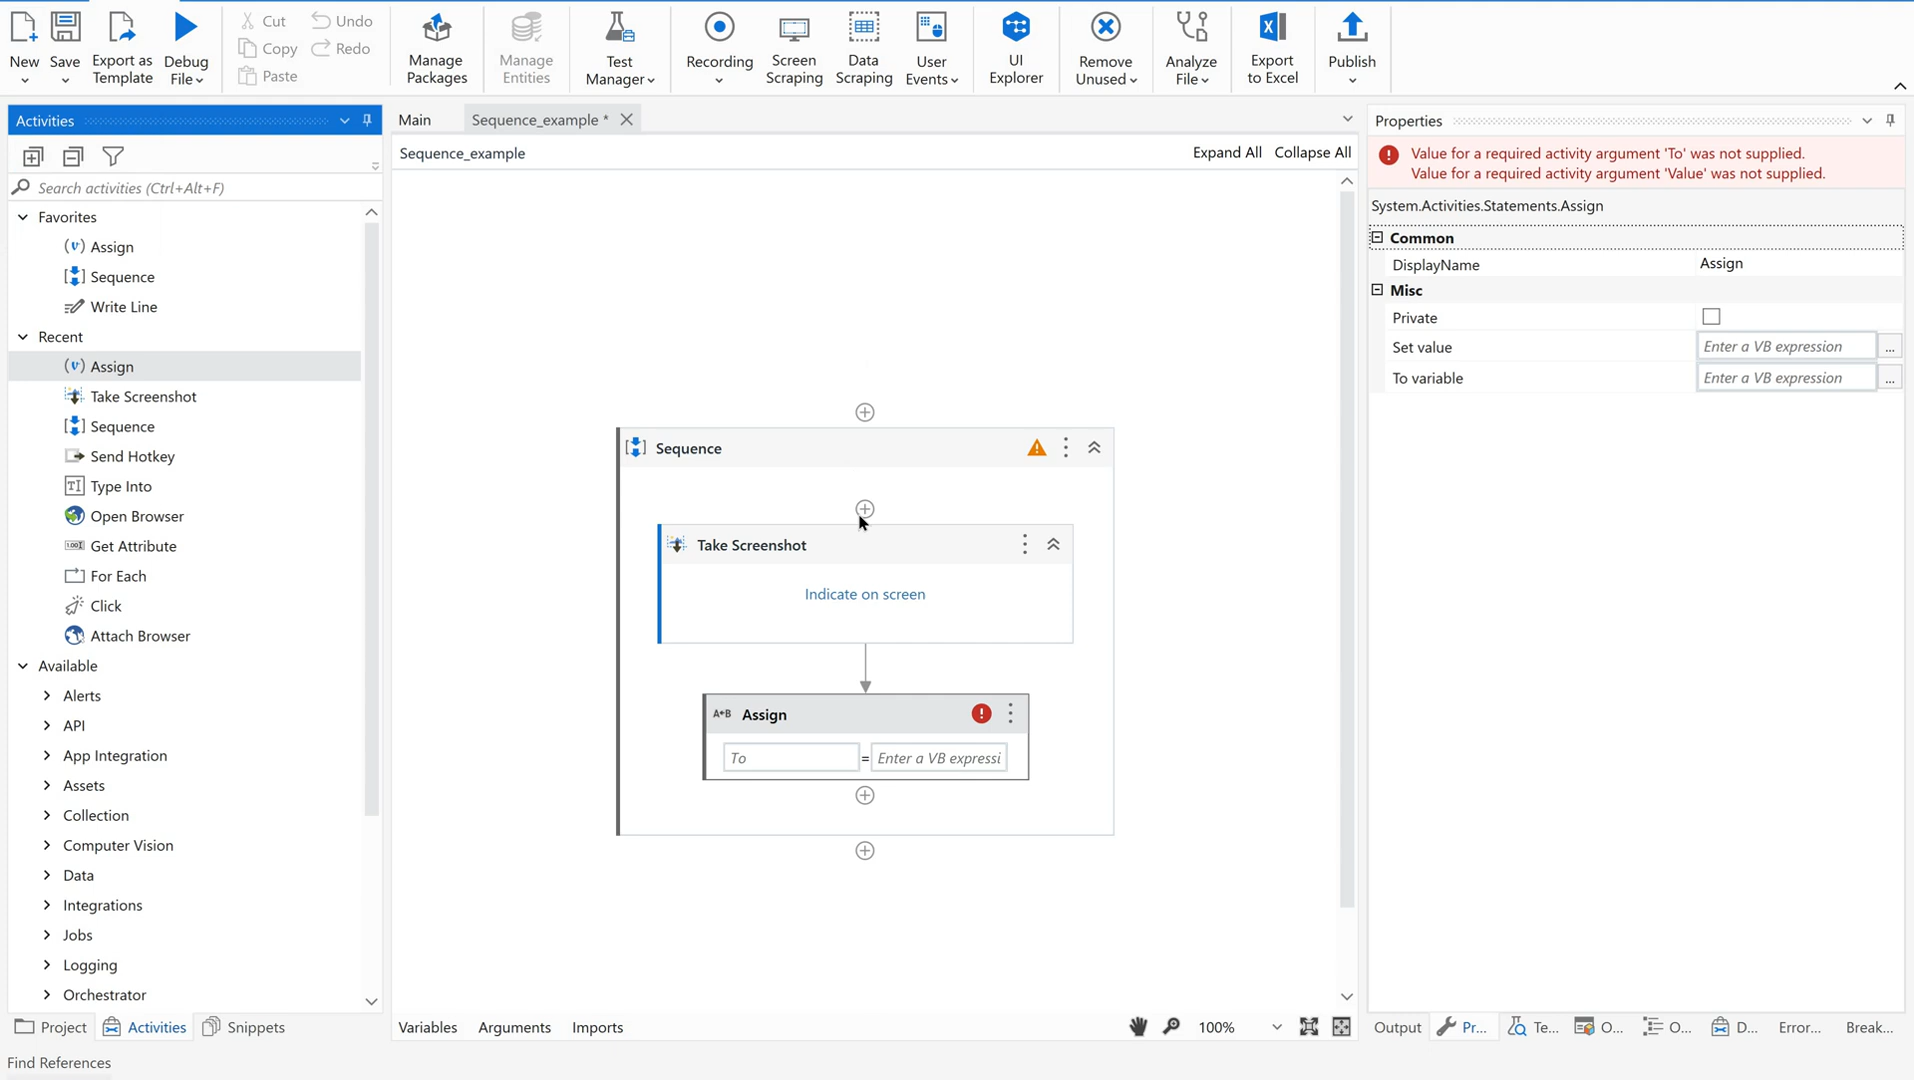 New
Save
Export as
Template
Debug
File
Cut
Copy
Paste
Undo
Redo
Manage
Packages
Manage
Entities
Test
Manager
Recording
Screen
Scraping
Data
Scraping
User
Events
UI
Explorer
Remove
Unused
Analyze
File
Export
to Excel
Publish
Activities
Search activities (Ctrl+Alt+F)
Favorites
(v) Assign
Sequence
Write Line
Recent
(v) Assign
Take Screenshot
Sequence
Send Hotkey
Type Into
Open Browser
Get Attribute
For Each
Click
Attach Browser
Available
Alerts
API
App Integration
Assets
Collection
Computer Vision
Data
Integrations
Jobs
Logging
Orchestrator
Project Activities Snippets
Find References
Main Sequence_example *
Sequence_example Expand All Collapse All
Sequence
Take Screenshot
Indicate on screen
A←B Assign
To = Enter a VB expressi
Variables Arguments Imports 100%
Properties
Value for a required activity argument 'To' was not supplied.
Value for a required activity argument 'Value' was not supplied.
System.Activities.Statements.Assign
Common
DisplayName Assign
Misc
Private
Set value Enter a VB expression ...
To variable Enter a VB expression ...
Output Pr... Te... O... O... D... Error... Break...